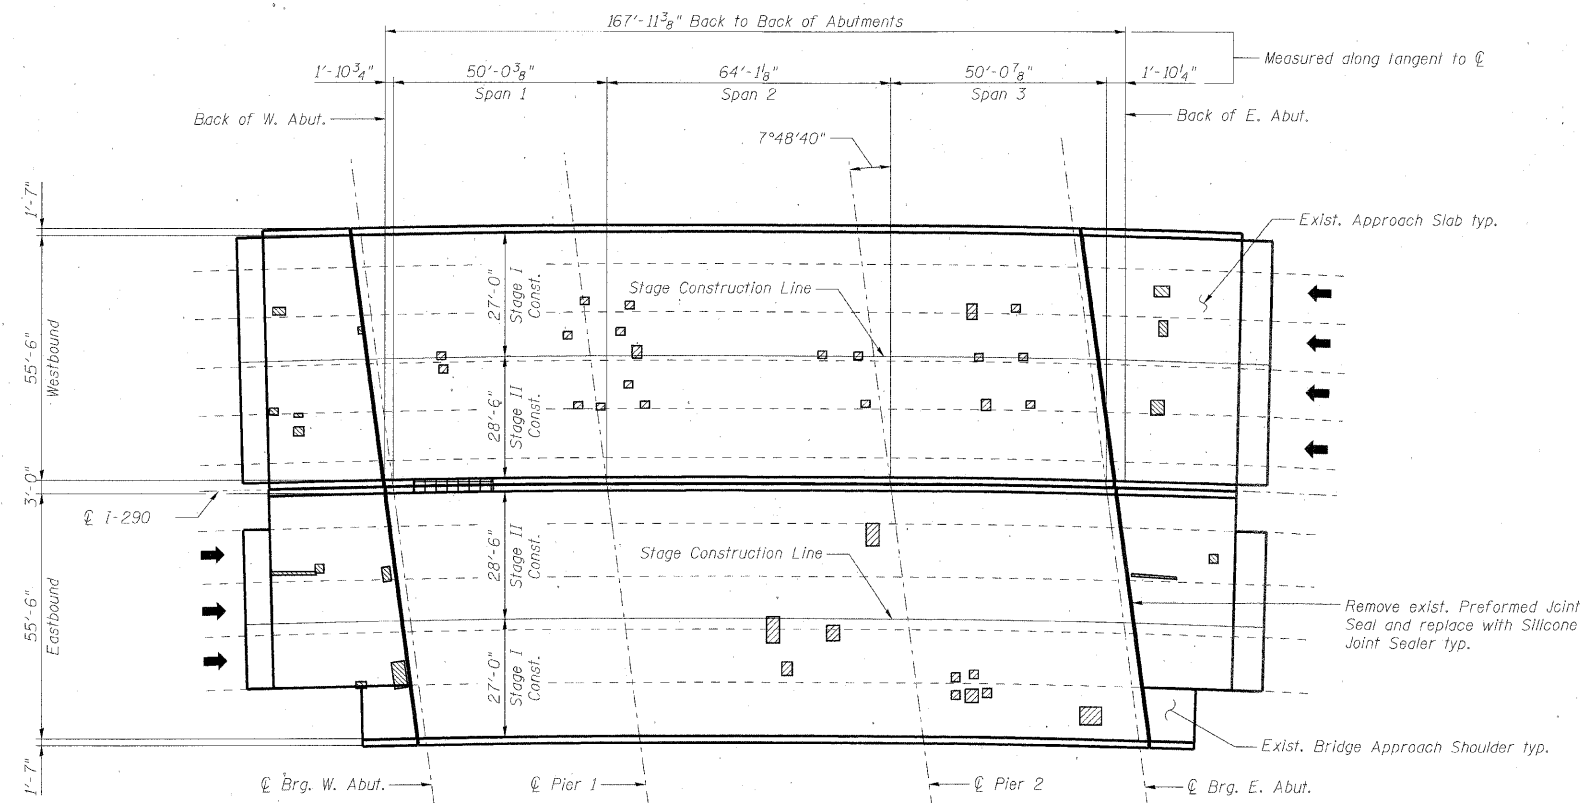 167'-11 3/8" Back to Back of Abutments
Measured along tangent to ℄
1'-10 3/4"
50'-0 3/8"
64'-1 1/8"
50'-0 7/8"
1'-10 1/4"
Span 1
Span 2
Span 3
Back of W. Abut.
Back of E. Abut.
7°48'40"
1'-7"
Exist. Approach Slab typ.
27'-0"
Stage I
Const.
Stage Construction Line
55'-6"
Westbound
28'-6"
Stage II
Const.
3'-0"
℄ I-290
28'-6"
Stage II
Const.
Stage Construction Line
55'-6"
Eastbound
Remove exist. Preformed Joint
Seal and replace with Silicone
Joint Sealer typ.
27'-0"
Stage I
Const.
Exist. Bridge Approach Shoulder typ.
1'-7"
℄ Brg. W. Abut.
℄ Pier 1
℄ Pier 2
℄ Brg. E. Abut.